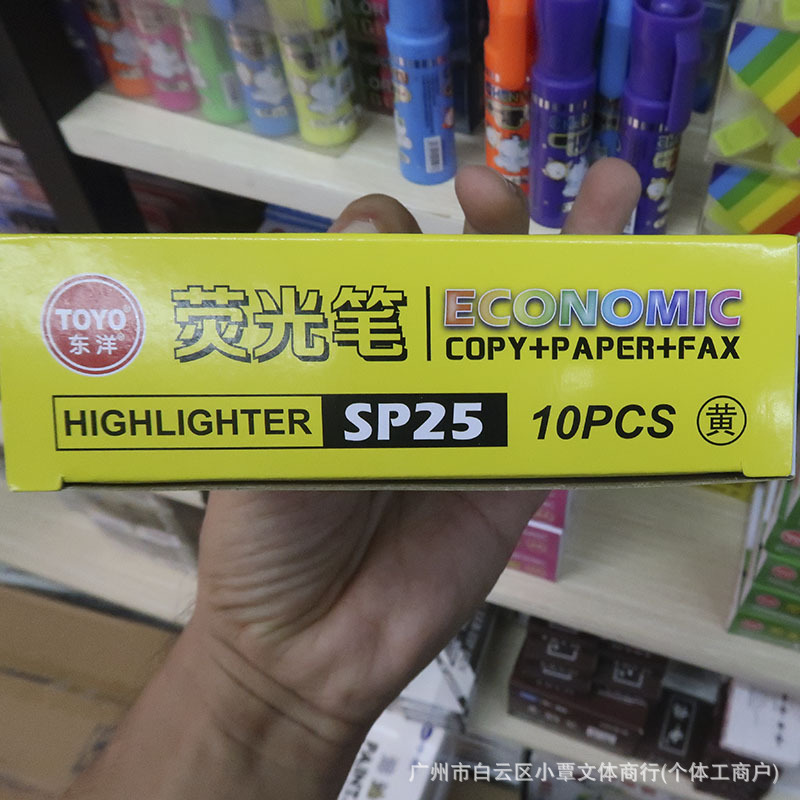 TOYO®
东洋®
荧光笔
ECONOMIC
COPY+PAPER+FAX
HIGHLIGHTER SP25 10PCS 黄
PAINT
广州市白云区小覃文体商行(个体工商户)